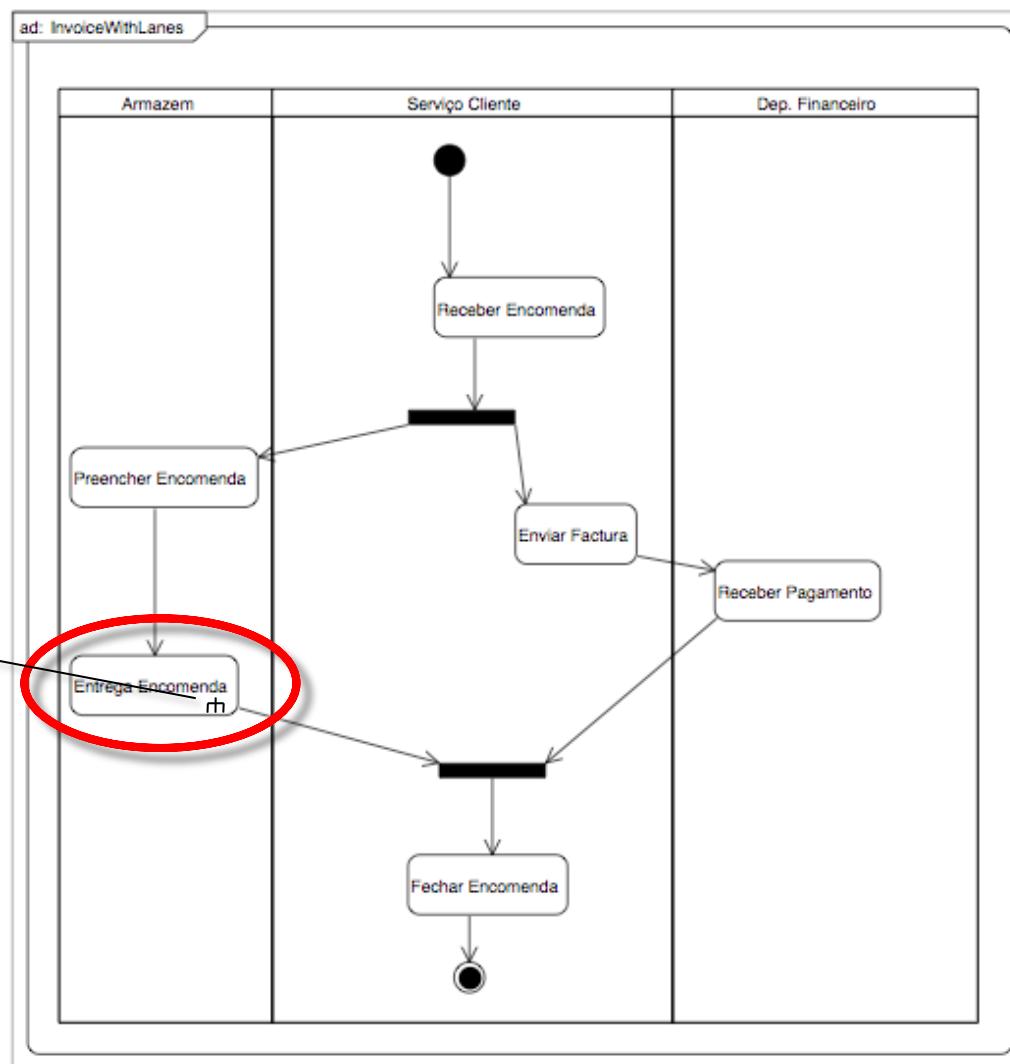 ad: InvoiceWithLanes
Armazem
Serviço Cliente
Dep. Financeiro
Receber Encomenda
Preencher Encomenda
Enviar Factura
Receber Pagamento
Entrega Encomenda
Fechar Encomenda